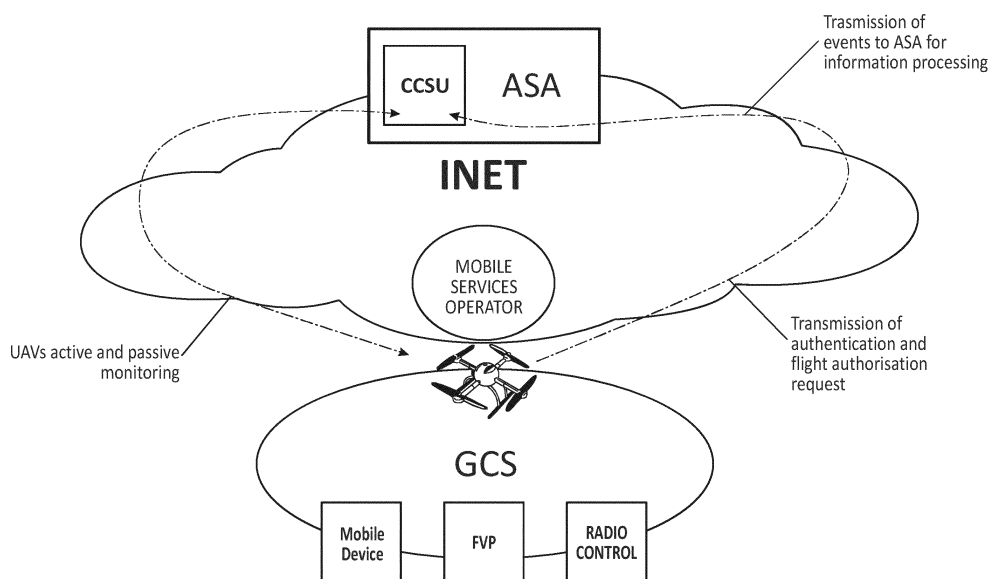 Trasmission of
events to ASA for
information processing
CCSU
ASA
INET
MOBILE
SERVICES
OPERATOR
UAVs active and passive
monitoring
Transmission of
authentication and
flight authorisation
request
GCS
Mobile
Device
FVP
RADIO
CONTROL